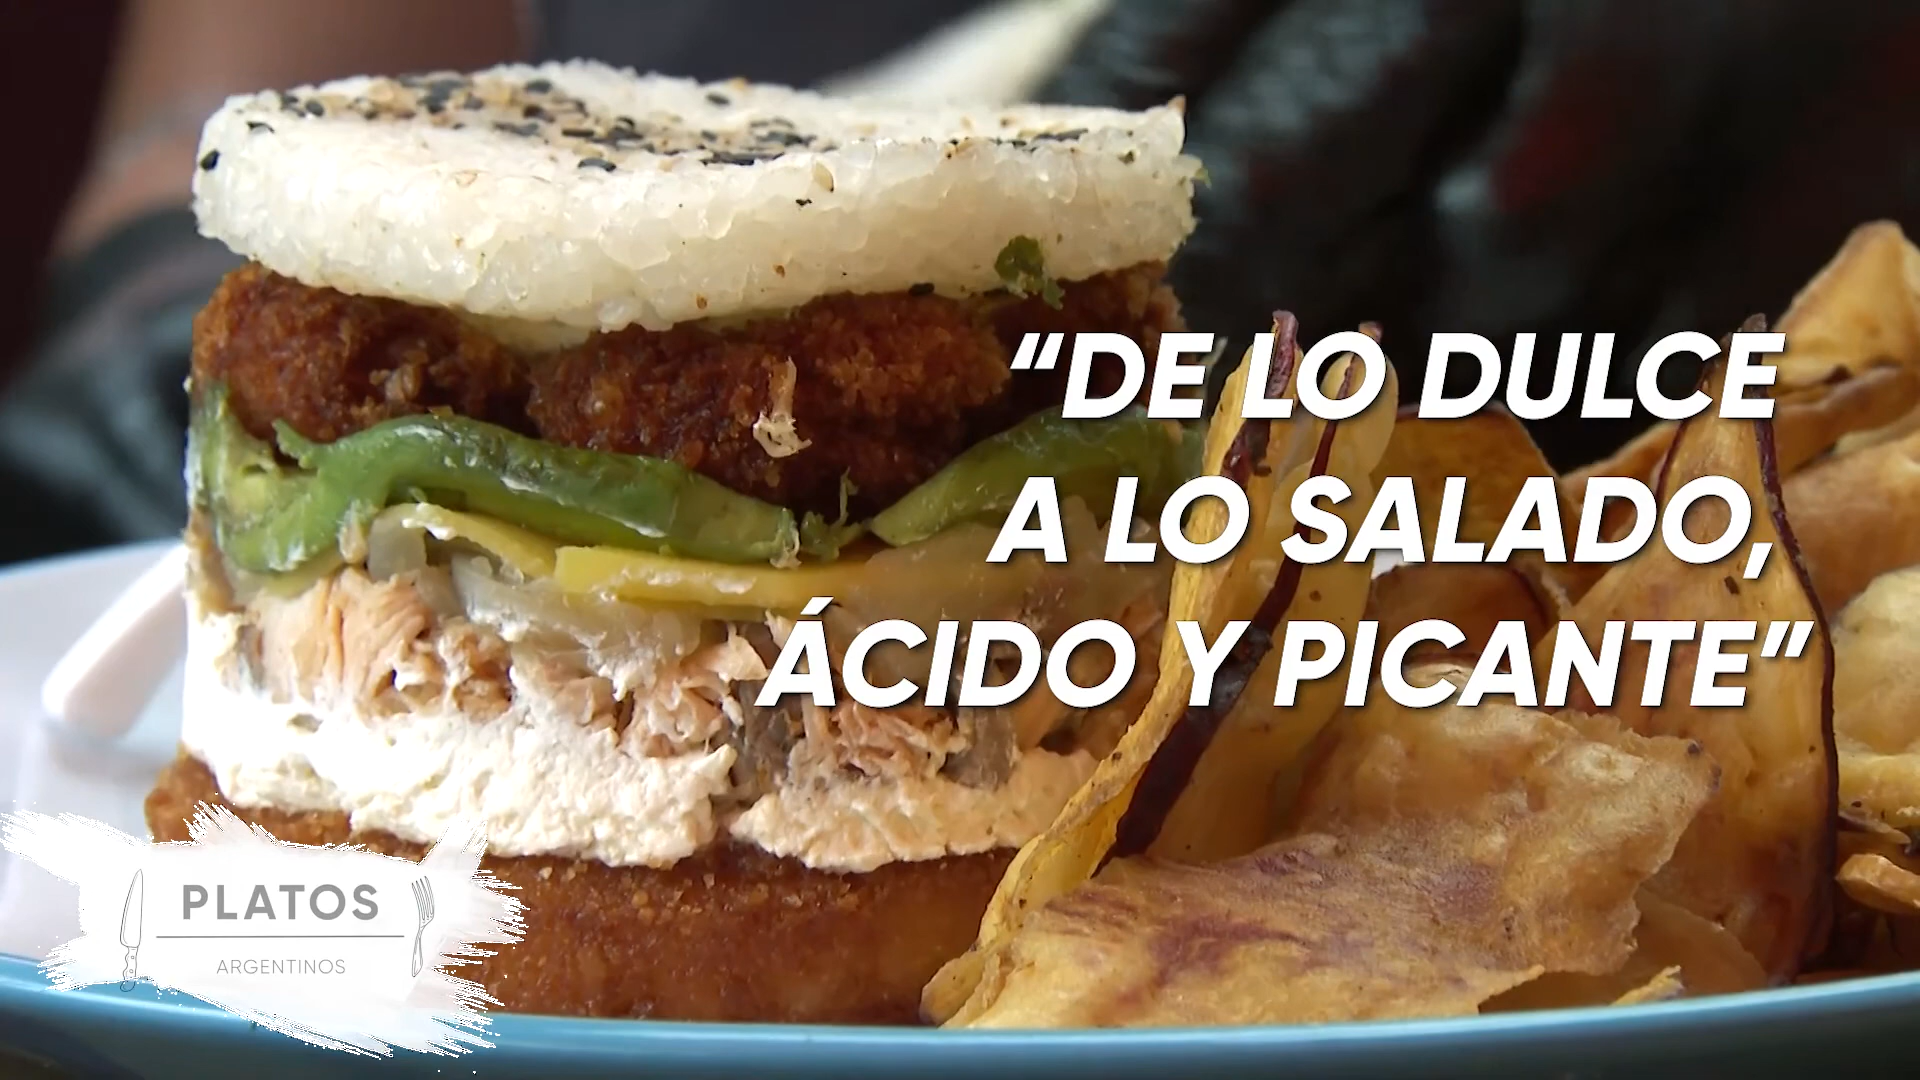 “DE LO DULCE
A LO SALADO,
ÁCIDO Y PICANTE”
PLATOS
ARGENTINOS